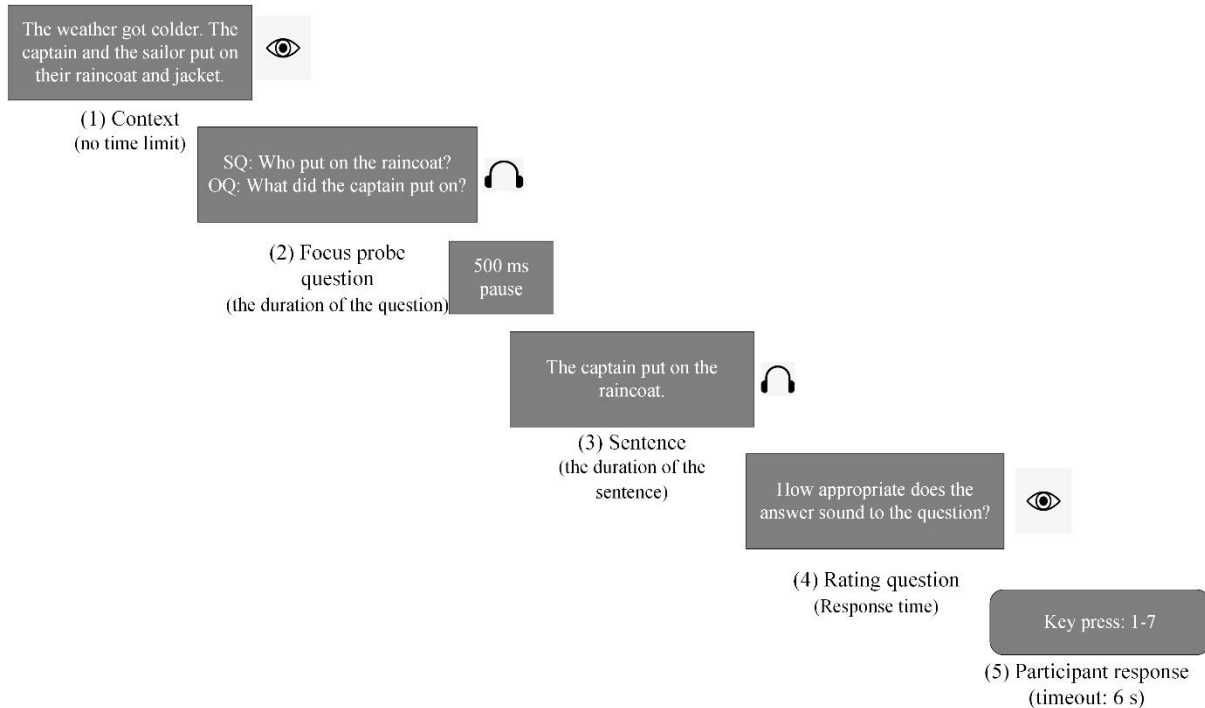 The weather got colder. The
captain and the sailor put on
their raincoat and jacket.
(1) Context
(no time limit)
SQ: Who put on the raincoat?
OQ: What did the captain put on?
(2) Focus probe
question
(the duration of the question)
500 ms
pause
The captain put on the
raincoat.
(3) Sentence
(the duration of the
sentence)
How appropriate does the
answer sound to the question?
(4) Rating question
(Response time)
Key press: 1-7
(5) Participant response
(timeout: 6 s)